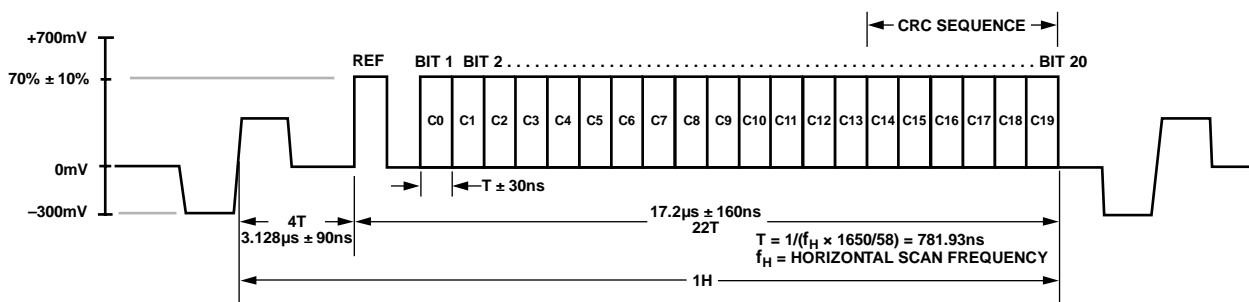 CRC SEQUENCE
+700mV
REF
BIT 1 BIT 2 . . . . . . . . . . . . . . . . . . . . . . . . . . . . . . . . . . . . . . . . . . . . . . . . . . . . . . . . . . . . . . BIT 20
70% ± 10%
C0 C1 C2 C3 C4 C5 C6 C7 C8 C9 C10 C11 C12 C13 C14 C15 C16 C17 C18 C19
0mV
T ± 30ns
–300mV
4T
3.128µs ± 90ns
17.2µs ± 160ns
22T
T = 1/(fH × 1650/58) = 781.93ns
fH = HORIZONTAL SCAN FREQUENCY
1H